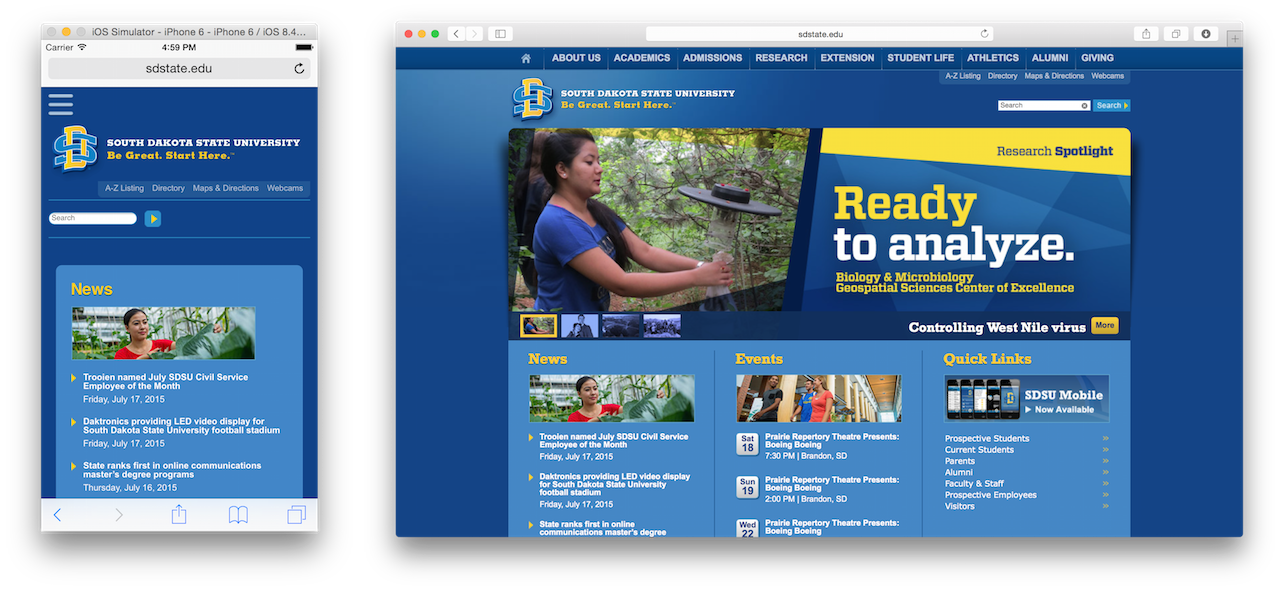 iOS Simulator - iPhone 6 - iPhone 6 / iOS 8.4...
Carrier
4:59 PM
sdstate.edu
SOUTH DAKOTA STATE UNIVERSITY
Be Great. Start Here.™
A-Z Listing Directory Maps & Directions Webcams
Search
News
Trooien named July SDSU Civil Service
Employee of the Month
Friday, July 17, 2015
Daktronics providing LED video display for
South Dakota State University football stadium
Friday, July 17, 2015
State ranks first in online communications
master's degree programs
Thursday, July 16, 2015
sdstate.edu
ABOUT US ACADEMICS ADMISSIONS RESEARCH EXTENSION STUDENT LIFE ATHLETICS ALUMNI GIVING
A-Z Listing Directory Maps & Directions Webcams
SOUTH DAKOTA STATE UNIVERSITY
Be Great. Start Here.™
Search Search
Research Spotlight
Ready
to analyze.
Biology & Microbiology
Geospatial Sciences Center of Excellence
Controlling West Nile virus More
News
Trooien named July SDSU Civil Service
Employee of the Month
Friday, July 17, 2015
Daktronics providing LED video display
for South Dakota State University
football stadium
Friday, July 17, 2015
State ranks first in online
communications master's degree
Events
Sat
18
Prairie Repertory Theatre Presents:
Boeing Boeing
7:30 PM | Brandon, SD
Sun
19
Prairie Repertory Theatre Presents:
Boeing Boeing
2:00 PM | Brandon, SD
Wed
22
Prairie Repertory Theatre Presents:
Boeing Boeing
Quick Links
SDSU Mobile
Now Available
Prospective Students »
Current Students »
Parents »
Alumni »
Faculty & Staff »
Prospective Employees »
Visitors »